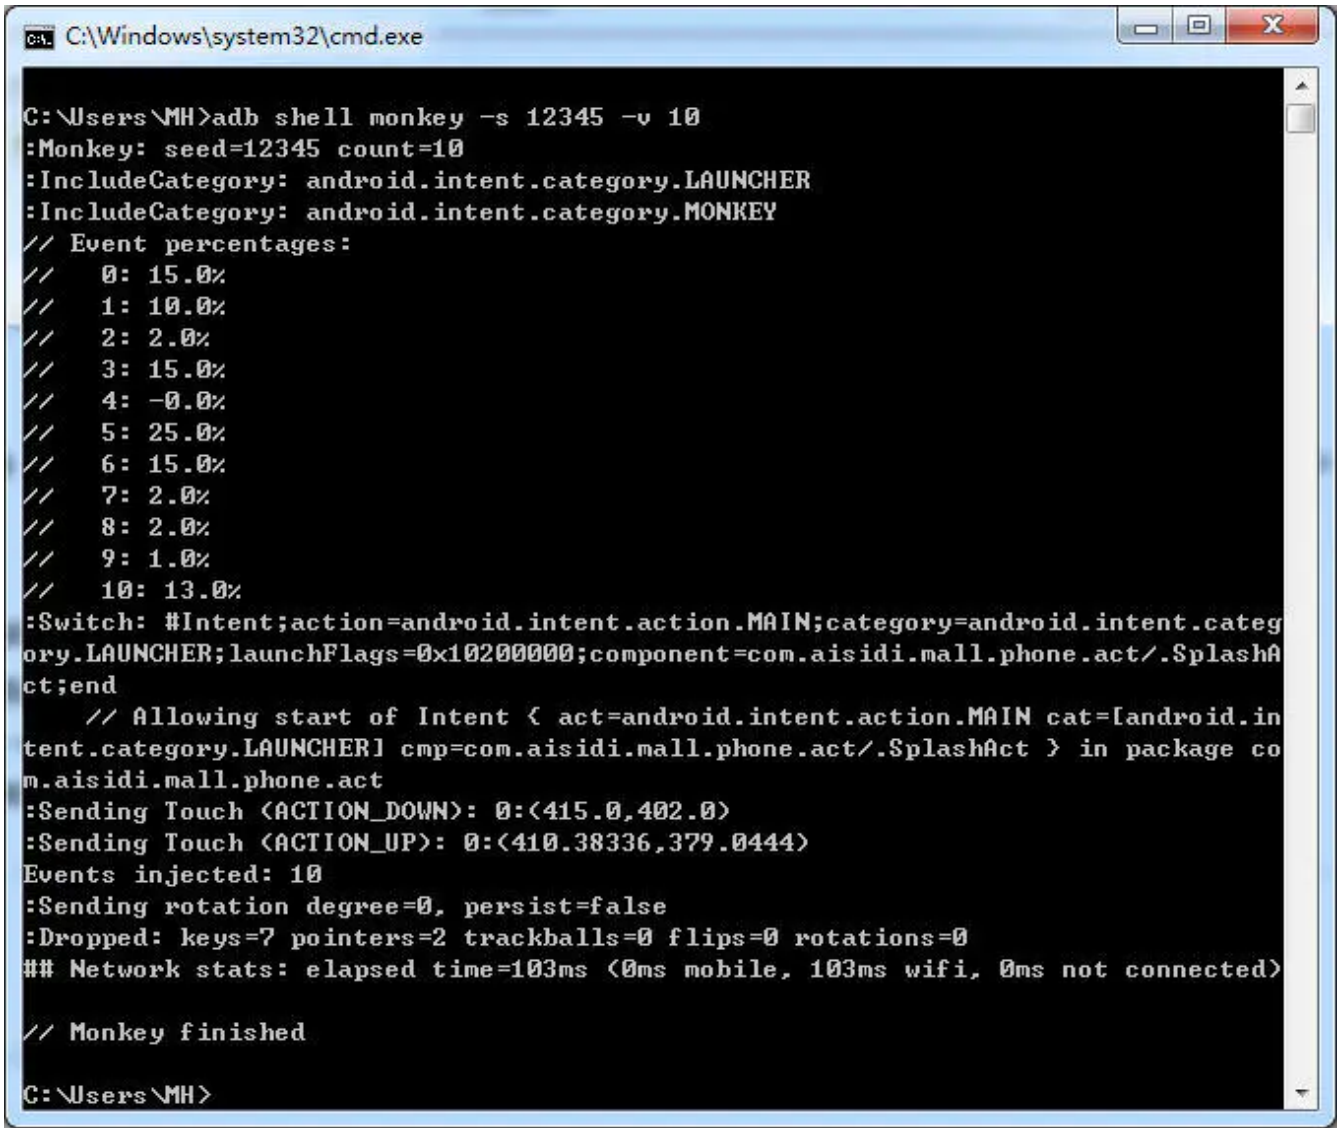 C:\Windows\system32\cmd.exe
C:\Users\MH>adb shell monkey -s 12345 -v 10
:Monkey: seed=12345 count=10
:IncludeCategory: android.intent.category.LAUNCHER
:IncludeCategory: android.intent.category.MONKEY
// Event percentages:
//   0: 15.0%
//   1: 10.0%
//   2: 2.0%
//   3: 15.0%
//   4: -0.0%
//   5: 25.0%
//   6: 15.0%
//   7: 2.0%
//   8: 2.0%
//   9: 1.0%
//   10: 13.0%
:Switch: #Intent;action=android.intent.action.MAIN;category=android.intent.categ
ory.LAUNCHER;launchFlags=0x10200000;component=com.aisidi.mall.phone.act/.SplashA
ct;end
    // Allowing start of Intent { act=android.intent.action.MAIN cat=[android.in
tent.category.LAUNCHER] cmp=com.aisidi.mall.phone.act/.SplashAct } in package co
m.aisidi.mall.phone.act
:Sending Touch (ACTION_DOWN): 0:(415.0,402.0)
:Sending Touch (ACTION_UP): 0:(410.38336,379.0444)
Events injected: 10
:Sending rotation degree=0, persist=false
:Dropped: keys=7 pointers=2 trackballs=0 flips=0 rotations=0
## Network stats: elapsed time=103ms (0ms mobile, 103ms wifi, 0ms not connected)
// Monkey finished
C:\Users\MH>